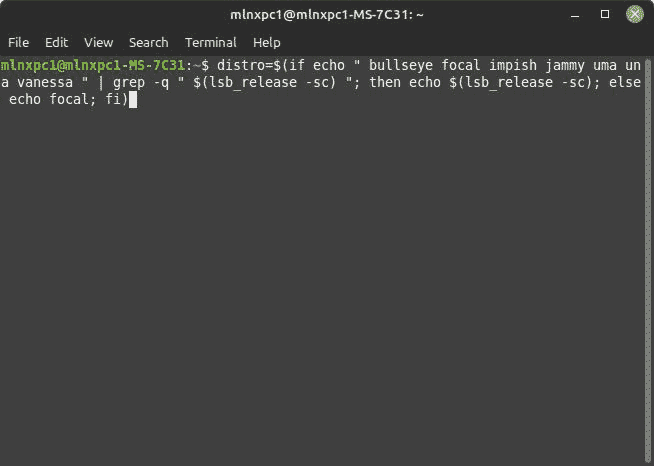 mlnxpc1@mlnxpc1-MS-7C31: ~
File Edit View Search Terminal Help
mlnxpc1@mlnxpc1-MS-7C31:~$ distro=$(if echo " bullseye focal impish jammy uma un
a vanessa " | grep -q " $(lsb_release -sc) "; then echo $(lsb_release -sc); else
 echo focal; fi)